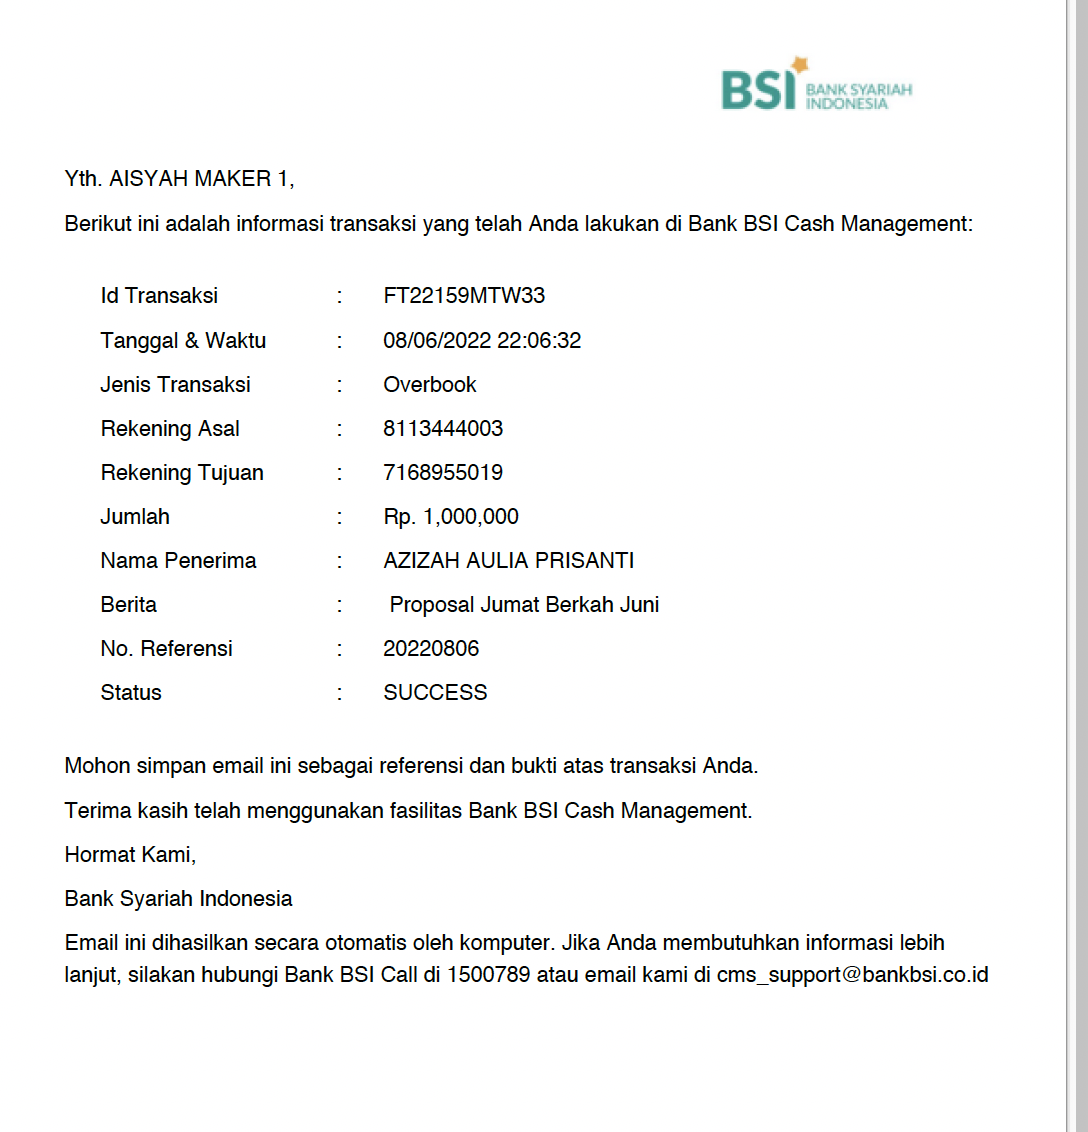 BSI BANK SYARIAH
INDONESIA
Yth. AISYAH MAKER 1,
Berikut ini adalah informasi transaksi yang telah Anda lakukan di Bank BSI Cash Management:
Id Transaksi : FT22159MTW33
Tanggal & Waktu : 08/06/2022 22:06:32
Jenis Transaksi : Overbook
Rekening Asal : 8113444003
Rekening Tujuan : 7168955019
Jumlah : Rp. 1,000,000
Nama Penerima : AZIZAH AULIA PRISANTI
Berita : Proposal Jumat Berkah Juni
No. Referensi : 20220806
Status : SUCCESS
Mohon simpan email ini sebagai referensi dan bukti atas transaksi Anda.
Terima kasih telah menggunakan fasilitas Bank BSI Cash Management.
Hormat Kami,
Bank Syariah Indonesia
Email ini dihasilkan secara otomatis oleh komputer. Jika Anda membutuhkan informasi lebih
lanjut, silakan hubungi Bank BSI Call di 1500789 atau email kami di cms_support@bankbsi.co.id